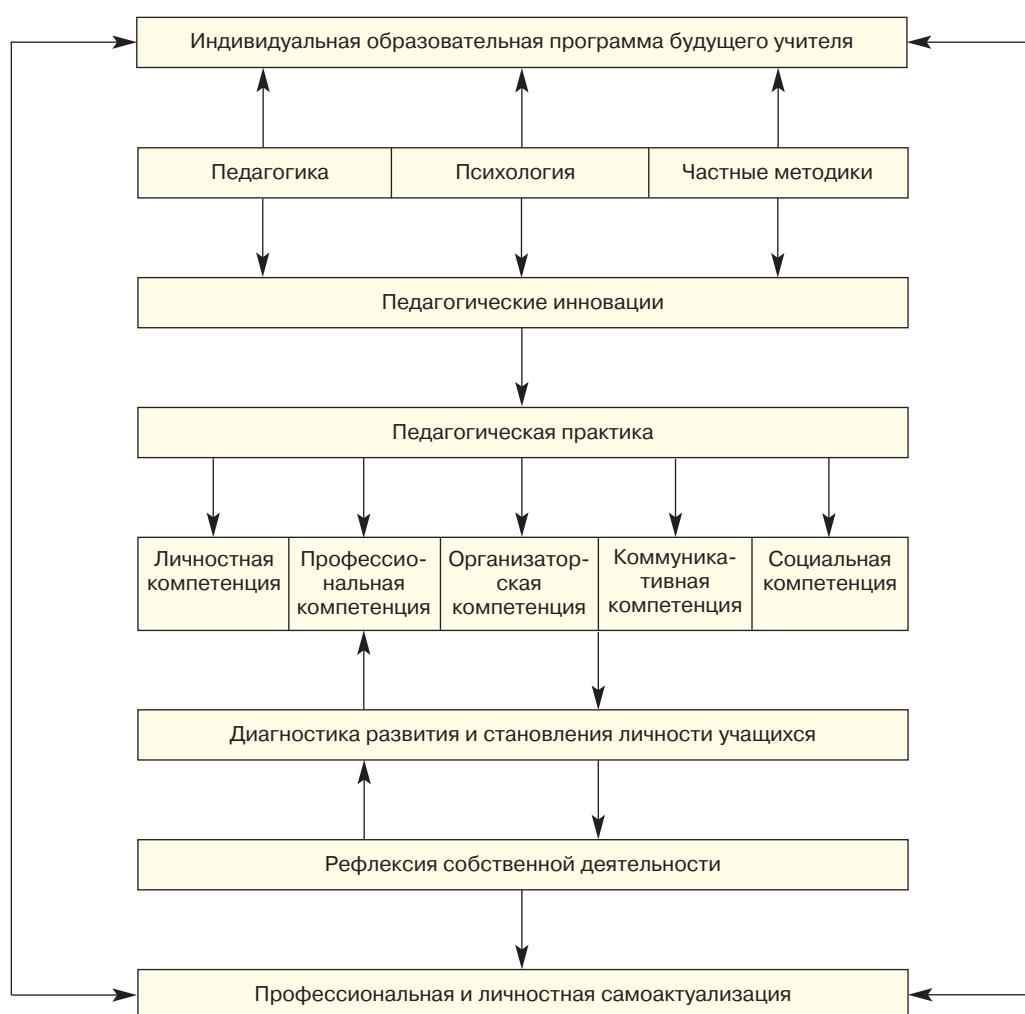 Индивидуальная образовательная программа будущего учителя
Педагогика
Психология
Частные методики
Педагогические инновации
Педагогическая практика
Личностная
компетенция
Профессио-
нальная
компетенция
Организатор-
ская
компетенция
Коммуника-
тивная
компетенция
Социальная
компетенция
Диагностика развития и становления личности учащихся
Рефлексия собственной деятельности
Профессиональная и личностная самоактуализация